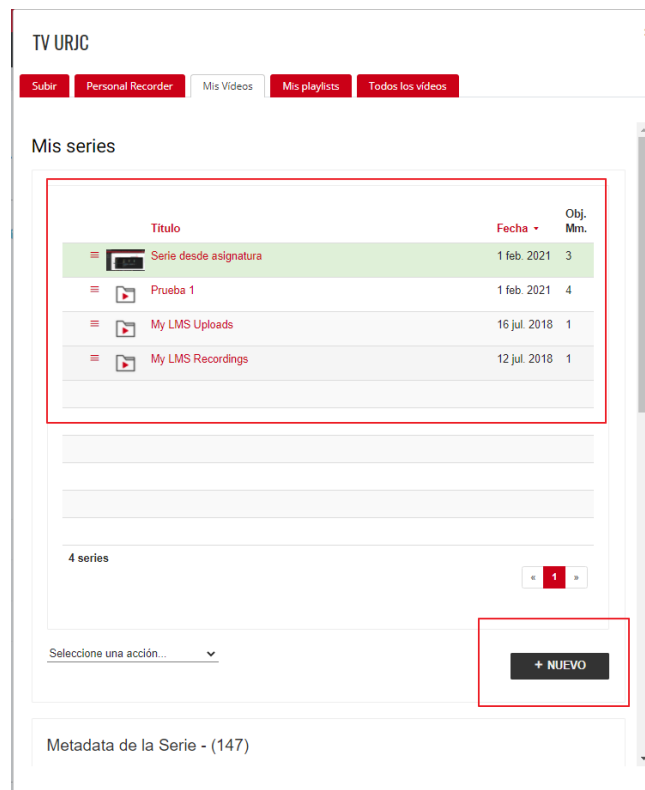 TV URJC
Subir Personal Recorder Mis Vídeos Mis playlists Todos los vídeos
Mis series
Título Fecha Obj. Mm.
Serie desde asignatura 1 feb. 2021 3
Prueba 1 1 feb. 2021 4
My LMS Uploads 16 jul. 2018 1
My LMS Recordings 12 jul. 2018 1
4 series
« 1 »
Seleccione una acción... + NUEVO
Metadata de la Serie - (147)